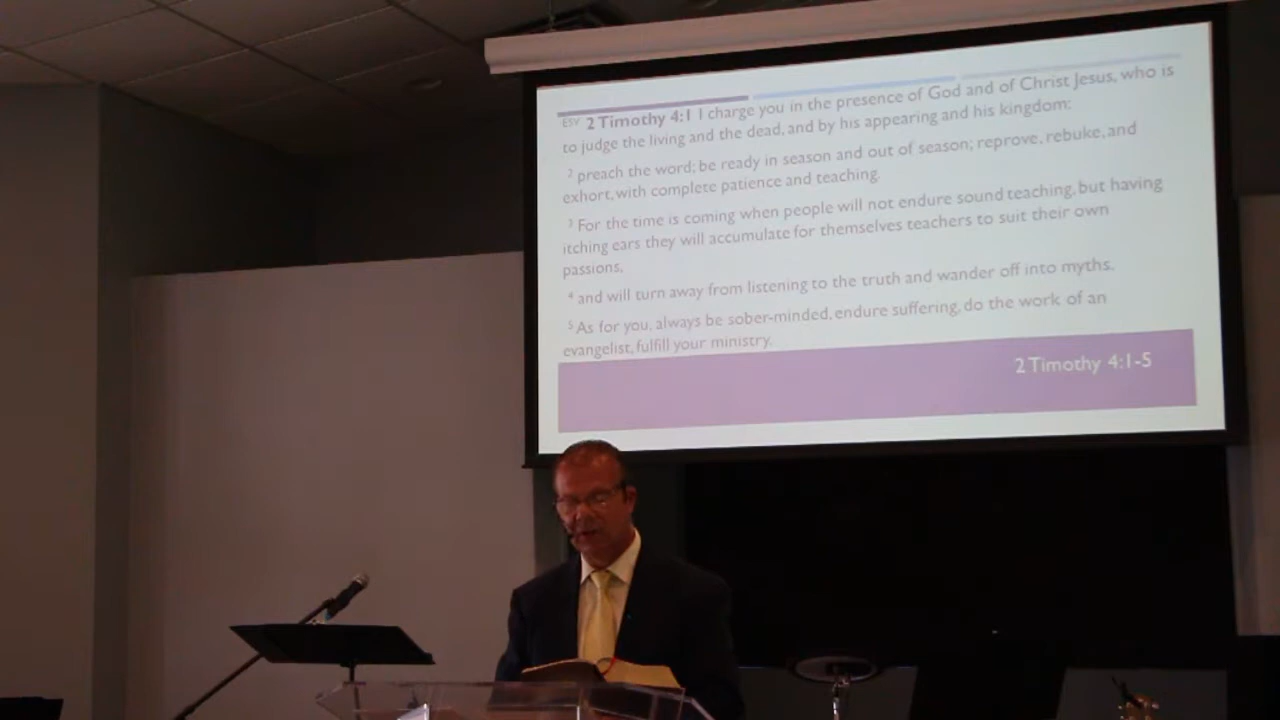 ESV 2 Timothy 4:1 I charge you in the presence of God and of Christ Jesus, who is
to judge the living and the dead, and by his appearing and his kingdom:
2 preach the word; be ready in season and out of season; reprove, rebuke, and
exhort, with complete patience and teaching.
3 For the time is coming when people will not endure sound teaching, but having
itching ears they will accumulate for themselves teachers to suit their own
passions,
4 and will turn away from listening to the truth and wander off into myths.
5 As for you, always be sober-minded, endure suffering, do the work of an
evangelist, fulfill your ministry.
2 Timothy 4:1-5